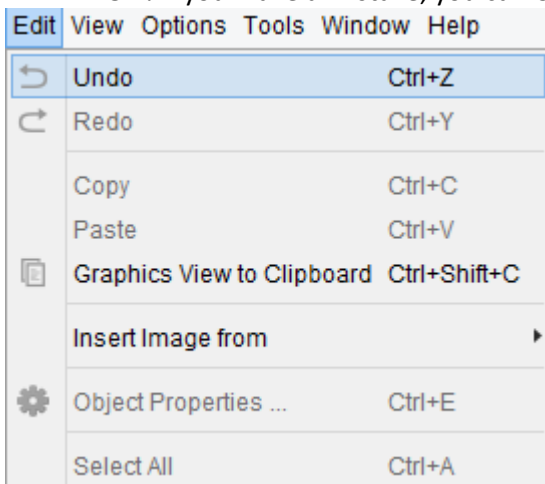 Edit View Options Tools Window Help
Undo Ctrl+Z
Redo Ctrl+Y
Copy Ctrl+C
Paste Ctrl+V
Graphics View to Clipboard Ctrl+Shift+C
Insert Image from
Object Properties ... Ctrl+E
Select All Ctrl+A